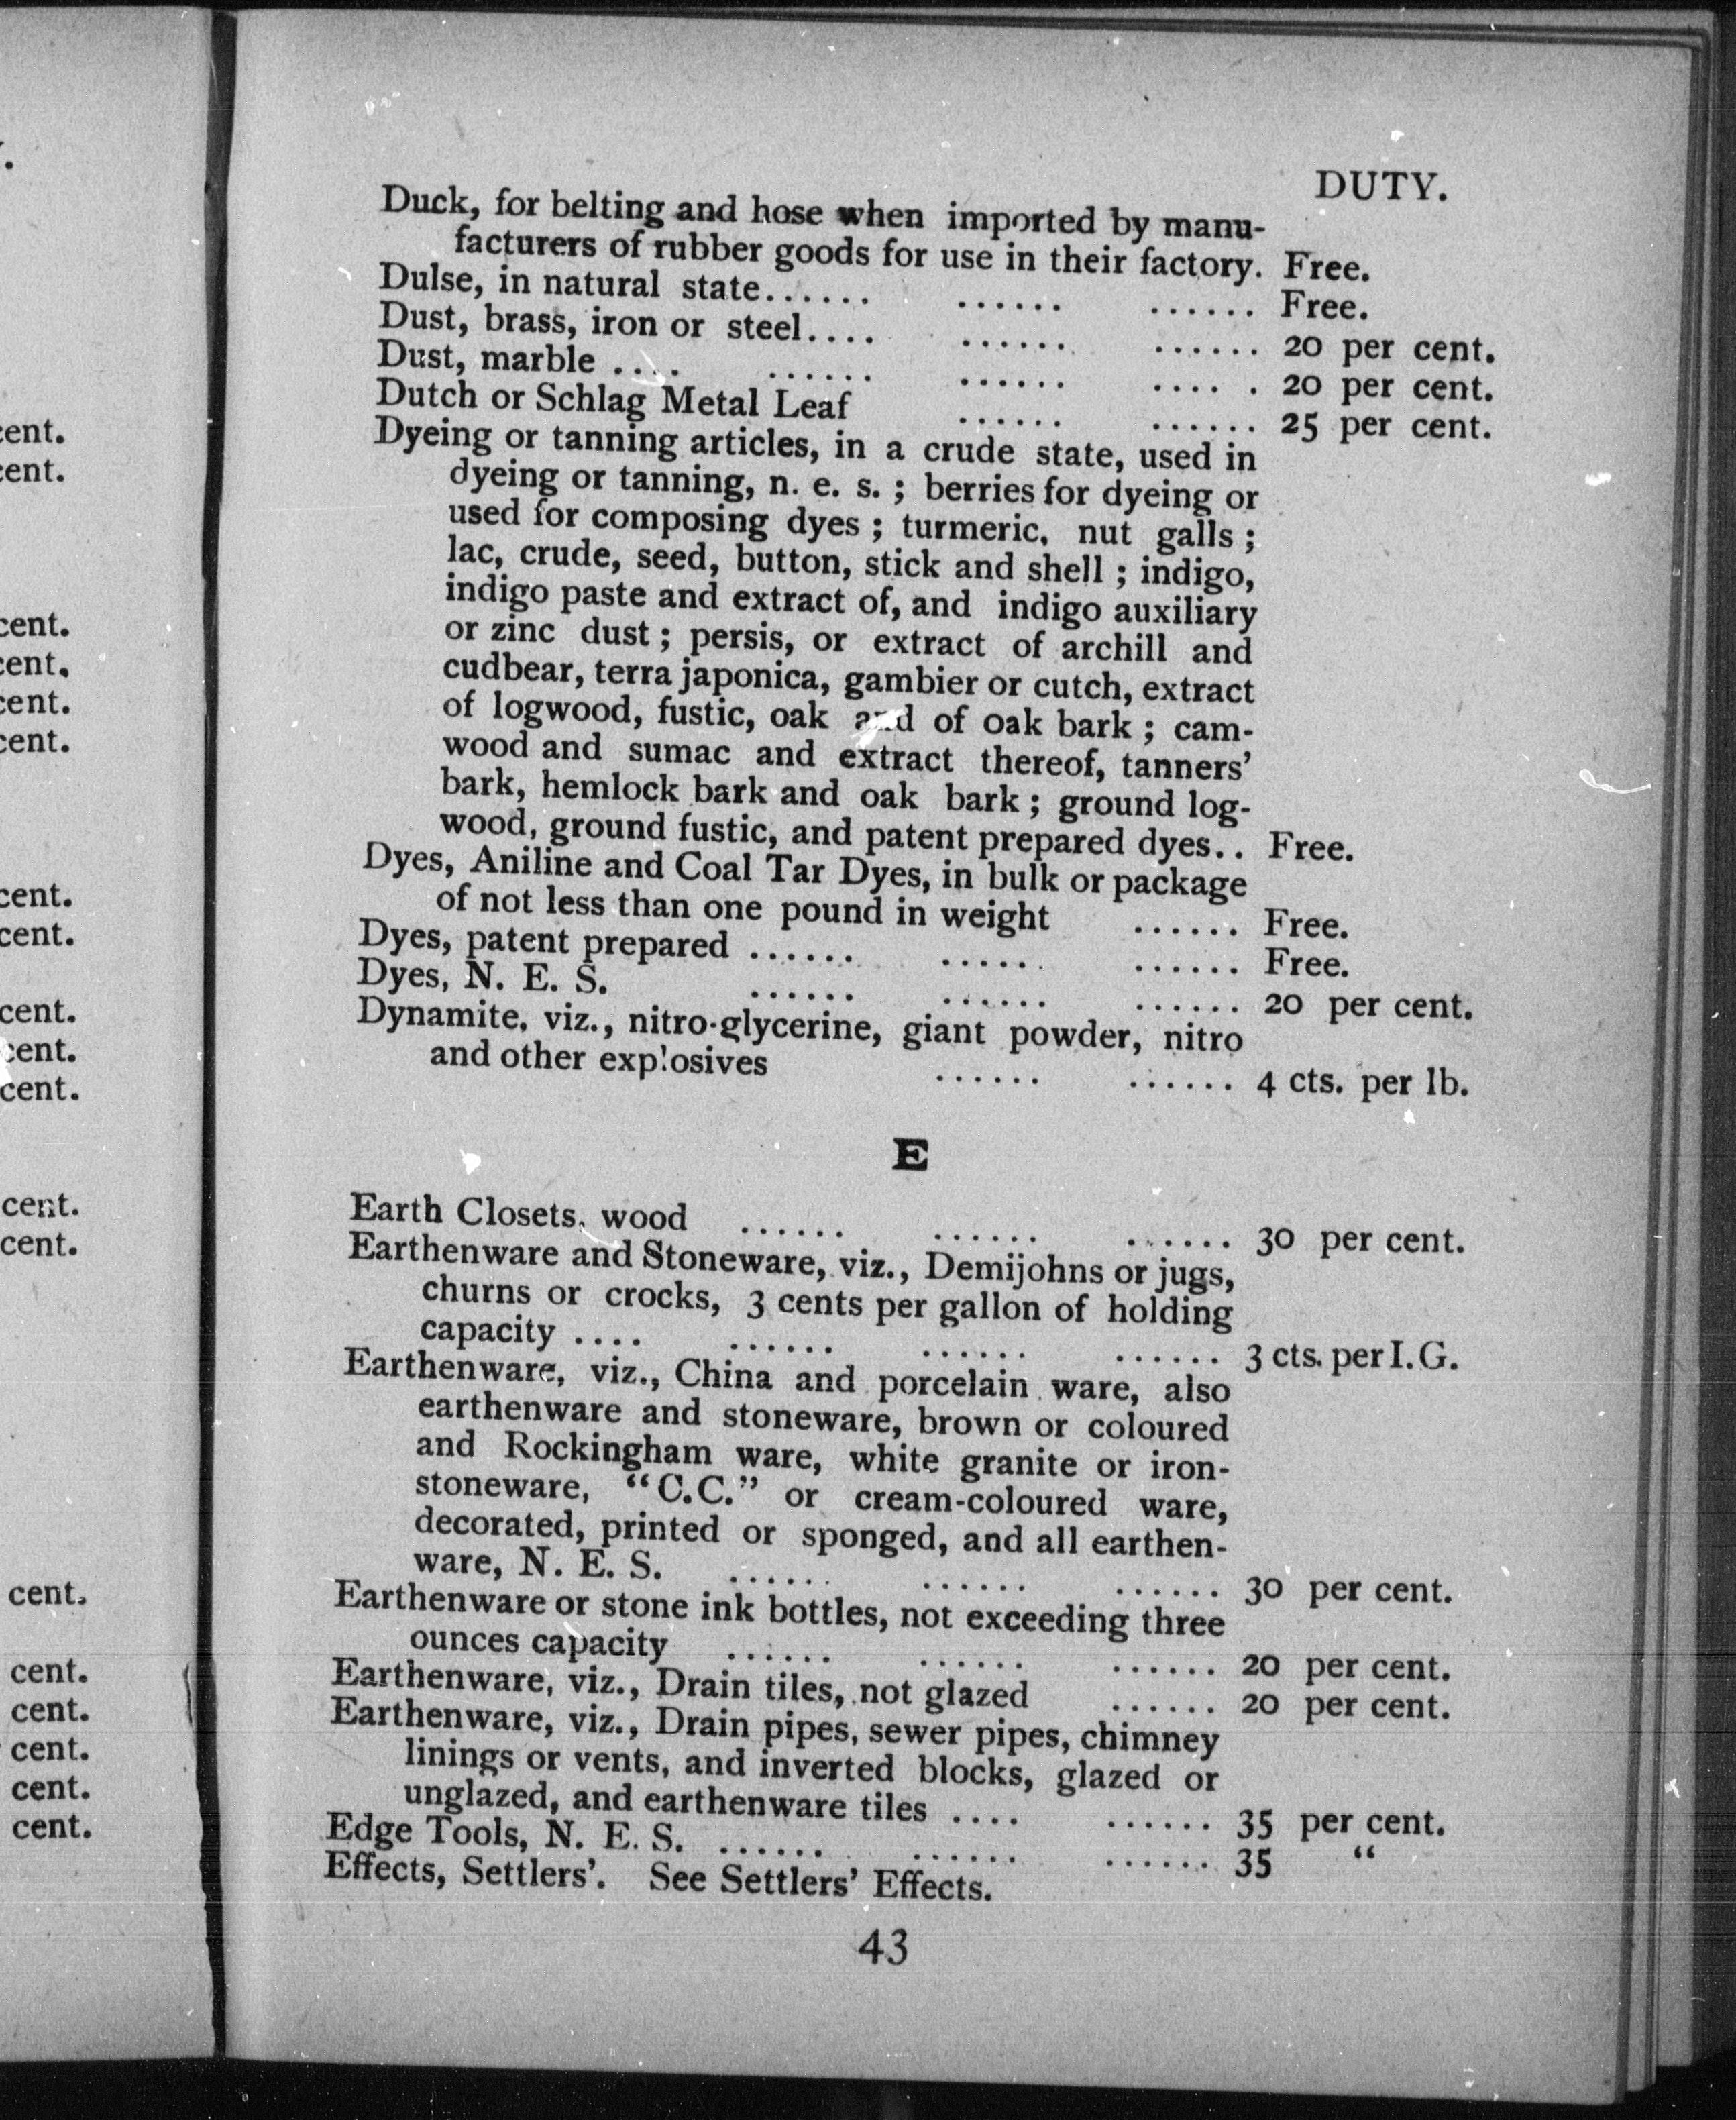 DUTY.
Duck, for belting and hose when imported by manu-
facturers of rubber goods for use in their factory. Free.
Dulse, in natural state...... ...... ...... Free.
Dust, brass, iron or steel.... ...... ...... 20 per cent.
Dust, marble .... ...... ...... .... . 20 per cent.
Dutch or Schlag Metal Leaf ...... ...... 25 per cent.
Dyeing or tanning articles, in a crude state, used in
dyeing or tanning, n. e. s. ; berries for dyeing or
used for composing dyes ; turmeric, nut galls ;
lac, crude, seed, button, stick and shell ; indigo,
indigo paste and extract of, and indigo auxiliary
or zinc dust ; persis, or extract of archill and
cudbear, terra japonica, gambier or cutch, extract
of logwood, fustic, oak and of oak bark ; cam-
wood and sumac and extract thereof, tanners'
bark, hemlock bark and oak bark ; ground log-
wood, ground fustic, and patent prepared dyes.. Free.
Dyes, Aniline and Coal Tar Dyes, in bulk or package
of not less than one pound in weight ...... Free.
Dyes, patent prepared ...... ...... ...... Free.
Dyes, N. E. S. ...... ...... ...... 20 per cent.
Dynamite, viz., nitro-glycerine, giant powder, nitro
and other explosives ...... ...... 4 cts. per lb.
E
Earth Closets, wood ...... ...... ...... 30 per cent.
Earthenware and Stoneware, viz., Demijohns or jugs,
churns or crocks, 3 cents per gallon of holding
capacity .... ...... ...... ...... 3 cts. per I. G.
Earthenware, viz., China and porcelain ware, also
earthenware and stoneware, brown or coloured
and Rockingham ware, white granite or iron-
stoneware, "C.C." or cream-coloured ware,
decorated, printed or sponged, and all earthen-
ware, N. E. S. ...... ...... ...... 30 per cent.
Earthenware or stone ink bottles, not exceeding three
ounces capacity ...... ...... ...... 20 per cent.
Earthenware, viz., Drain tiles, not glazed ...... 20 per cent.
Earthenware, viz., Drain pipes, sewer pipes, chimney
linings or vents, and inverted blocks, glazed or
unglazed, and earthenware tiles .... ...... 35 per cent.
Edge Tools, N. E. S. ...... ...... ...... 35 "
Effects, Settlers'. See Settlers' Effects.
43